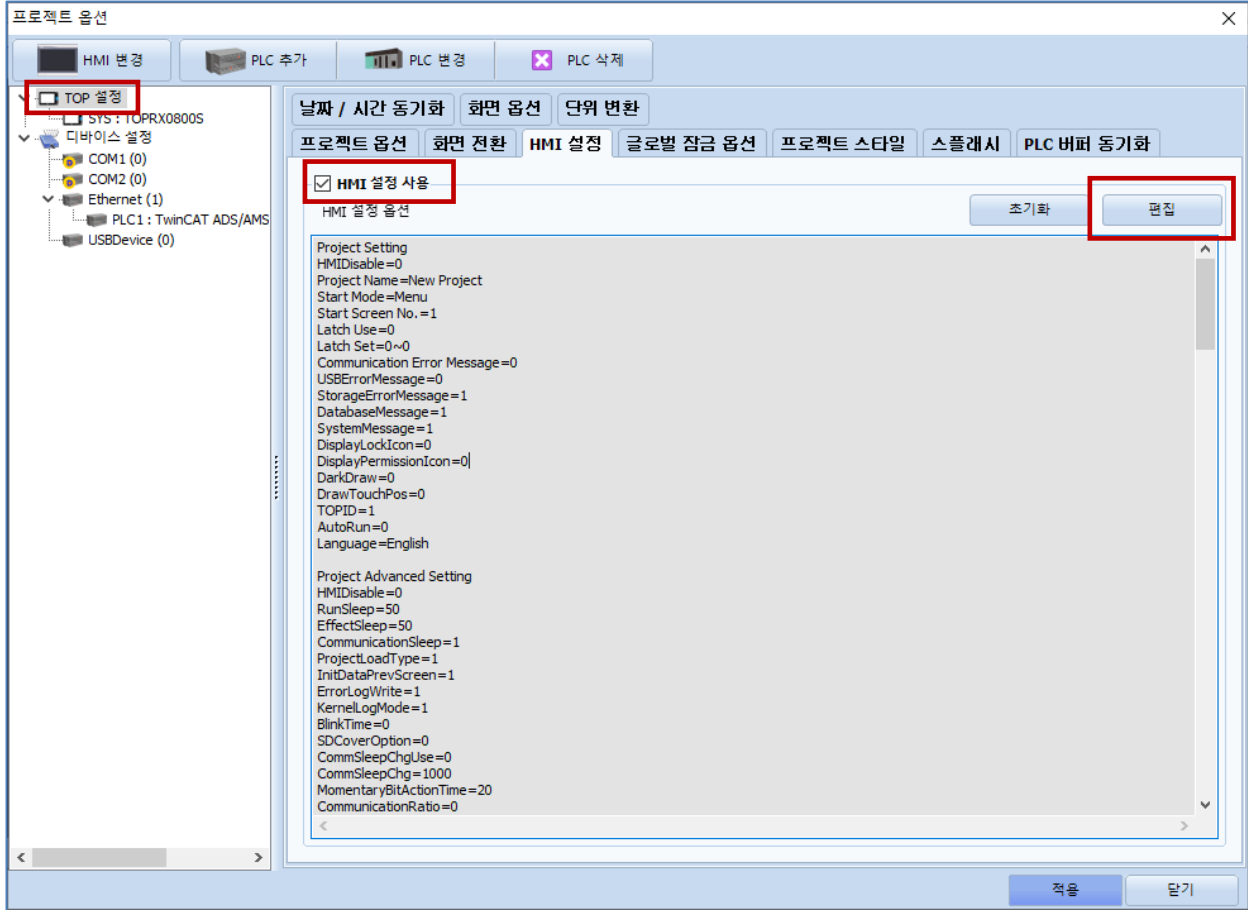 프로젝트 옵션
HMI 변경
PLC 추가
PLC 변경
PLC 삭제
TOP 설정
SYS : TOPRX0800S
디바이스 설정
COM1 (0)
COM2 (0)
Ethernet (1)
PLC1 : TwinCAT ADS/AMS
USBDevice (0)
날짜 / 시간 동기화
화면 옵션
단위 변환
프로젝트 옵션
화면 전환
HMI 설정
글로벌 잠금 옵션
프로젝트 스타일
스플래시
PLC 버퍼 동기화
HMI 설정 사용
HMI 설정 옵션
초기화
편집
Project Setting
HMIDisable=0
Project Name=New Project
Start Mode=Menu
Start Screen No.=1
Latch Use=0
Latch Set=0~0
Communication Error Message=0
USBErrorMessage=0
StorageErrorMessage=1
DatabaseMessage=1
SystemMessage=1
DisplayLockIcon=0
DisplayPermissionIcon=0
DarkDraw=0
DrawTouchPos=0
TOPID=1
AutoRun=0
Language=English
Project Advanced Setting
HMIDisable=0
RunSleep=50
EffectSleep=50
CommunicationSleep=1
ProjectLoadType=1
InitDataPrevScreen=1
ErrorLogWrite=1
KernelLogMode=1
BlinkTime=0
SDCoverOption=0
CommSleepChgUse=0
CommSleepChg=1000
MomentaryBitActionTime=20
CommunicationRatio=0
적용
닫기